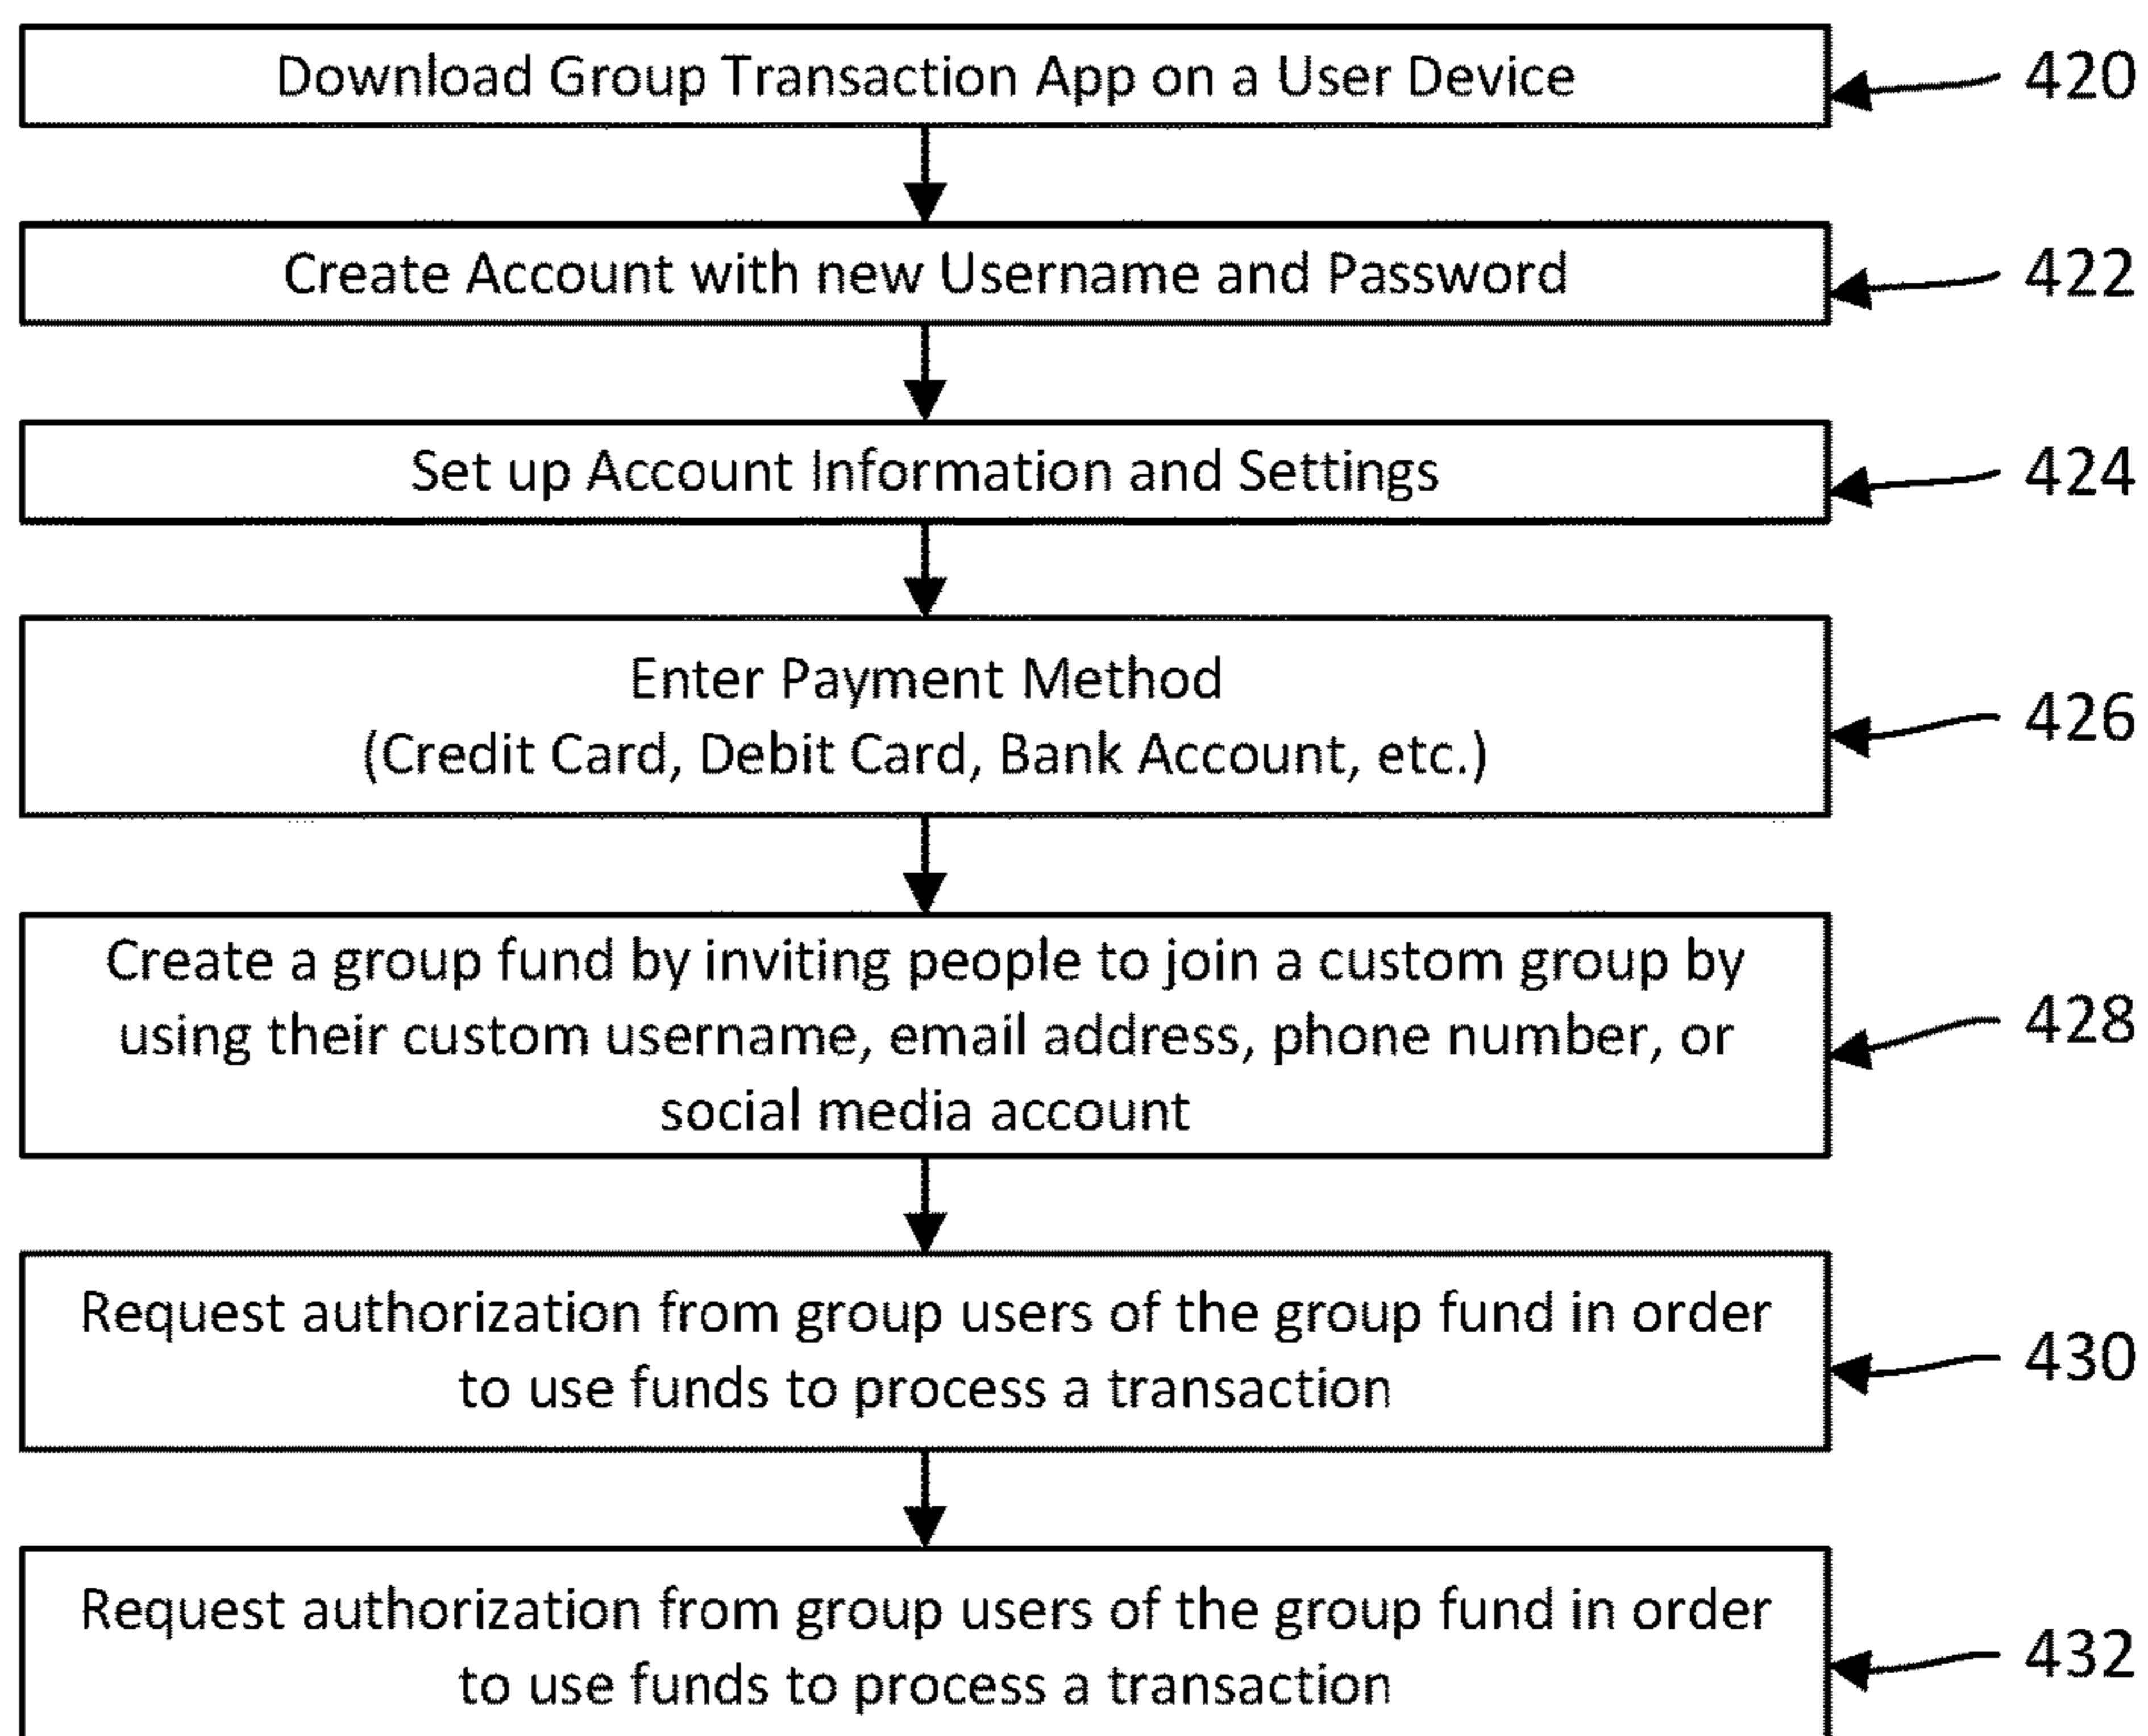 Download Group Transaction App on a User Device
420
Create Account with new Username and Password
422
Set up Account Information and Settings
424
Enter Payment Method
(Credit Card, Debit Card, Bank Account, etc.)
426
Create a group fund by inviting people to join a custom group by
using their custom username, email address, phone number, or
social media account
428
Request authorization from group users of the group fund in order
to use funds to process a transaction
430
Request authorization from group users of the group fund in order
to use funds to process a transaction
432